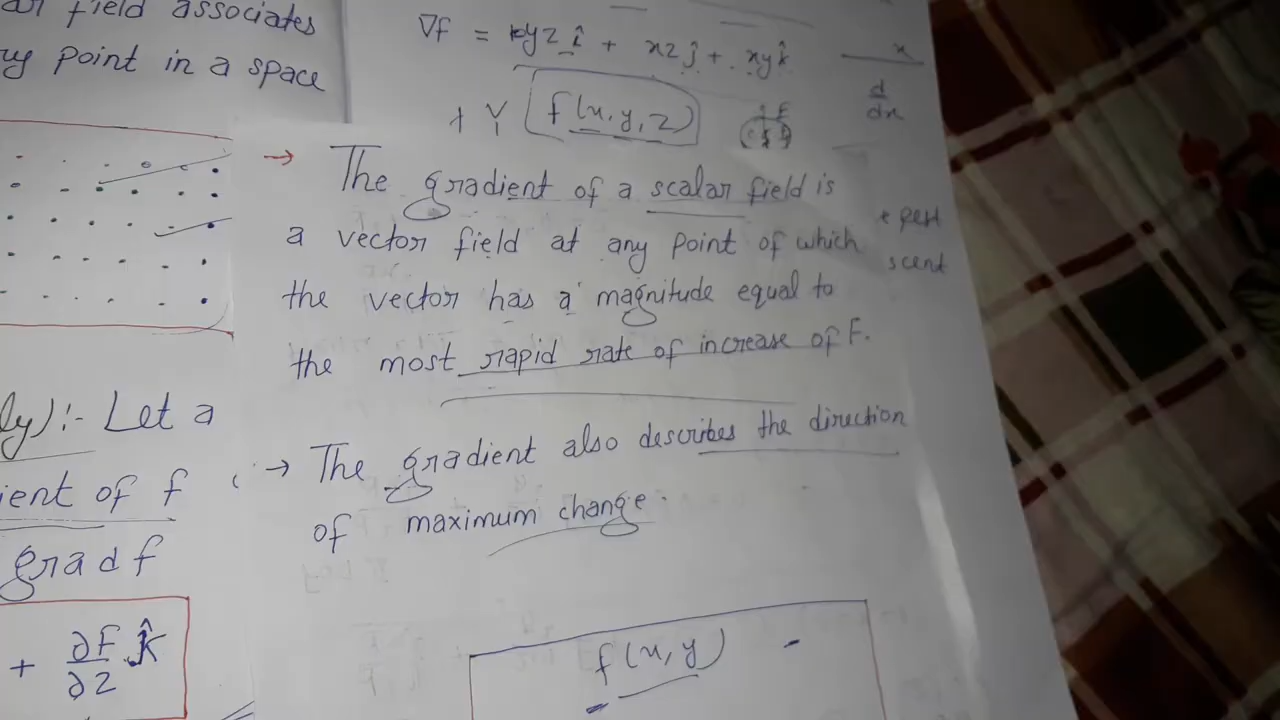 field associates
point in a space
∇f = yz î + xz ĵ + xy k̂
f(x, y, z)
x
d
dx
→ The gradient of a scalar field is
a vector field at any point of which
the vector has a magnitude equal to
the most rapid rate of increase of F.
→ The gradient also describes the direction
of maximum change.
scent
ly):- Let a
ient of f
grad f
+ ∂F/∂z k̂
f(x, y)